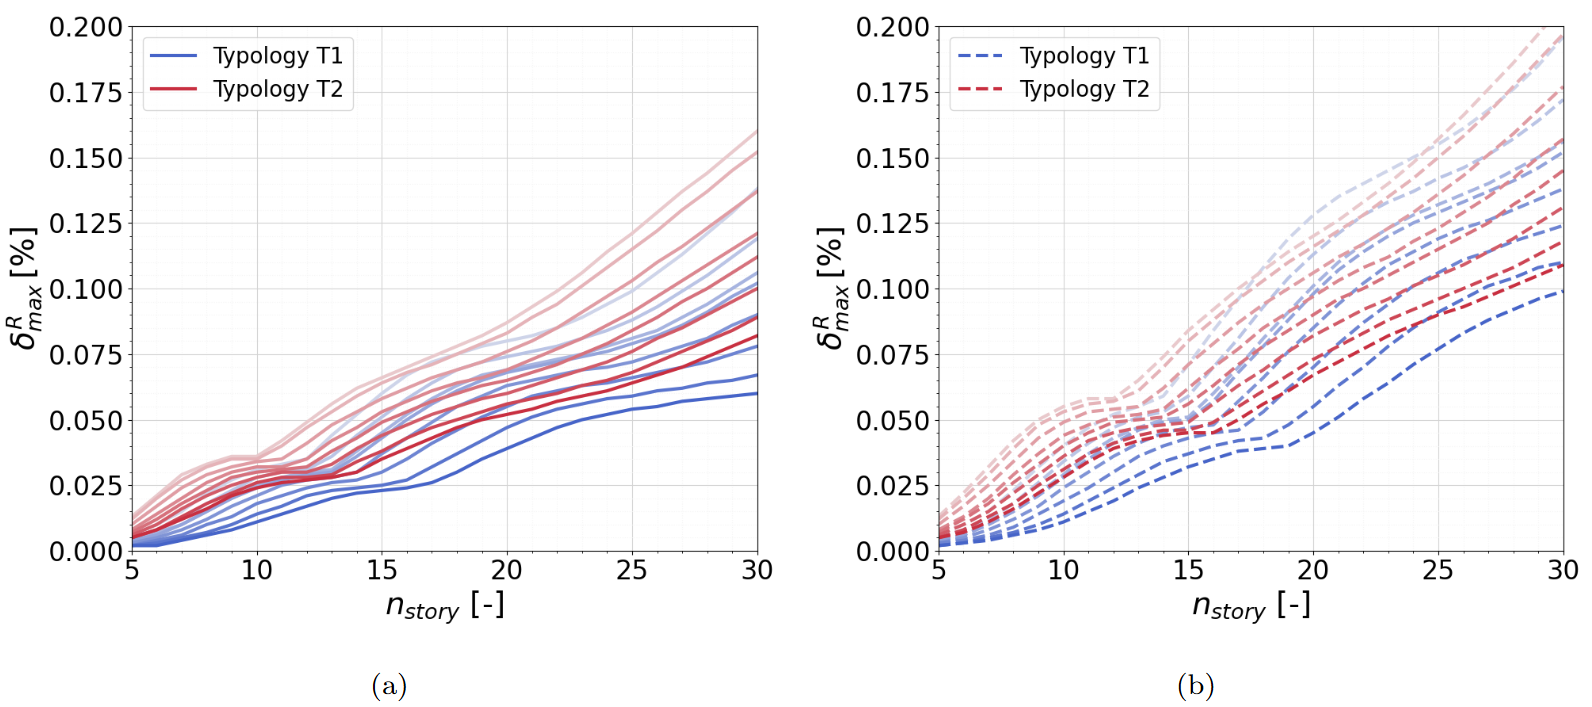 0.200
0.175
0.150
0.125
0.100
0.075
0.050
0.025
0.000
δ^R_max [%]
Typology T1
Typology T2
5 10 15 20 25 30
n_story [-]
(a)
0.200
0.175
0.150
0.125
0.100
0.075
0.050
0.025
0.000
δ^R_max [%]
Typology T1
Typology T2
5 10 15 20 25 30
n_story [-]
(b)